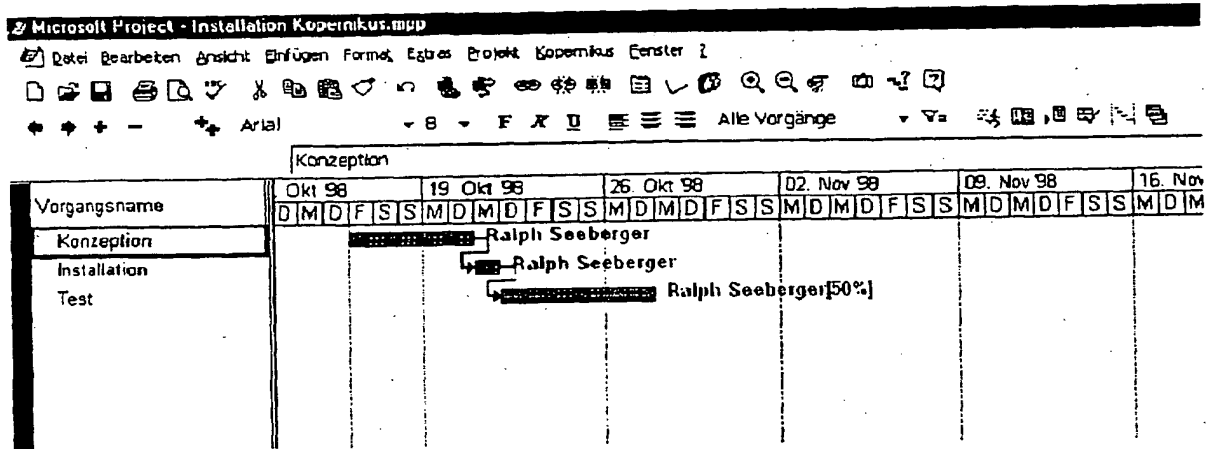 Microsoft Project - Installation Kopernikus.mpp
Datei Bearbeiten Ansicht Einfügen Format Extras Projekt Kopernikus Fenster ?
Arial 8 F K U Alle Vorgänge
Konzeption
Okt '98 19. Okt '98 26. Okt '98 02. Nov '98 09. Nov '98 16. Nov
Vorgangsname D M D F S S M D M D F S S M D M D F S S M D M D F S S M D M D F S S M D M
Konzeption Ralph Seeberger
Installation Ralph Seeberger
Test Ralph Seeberger[50%]